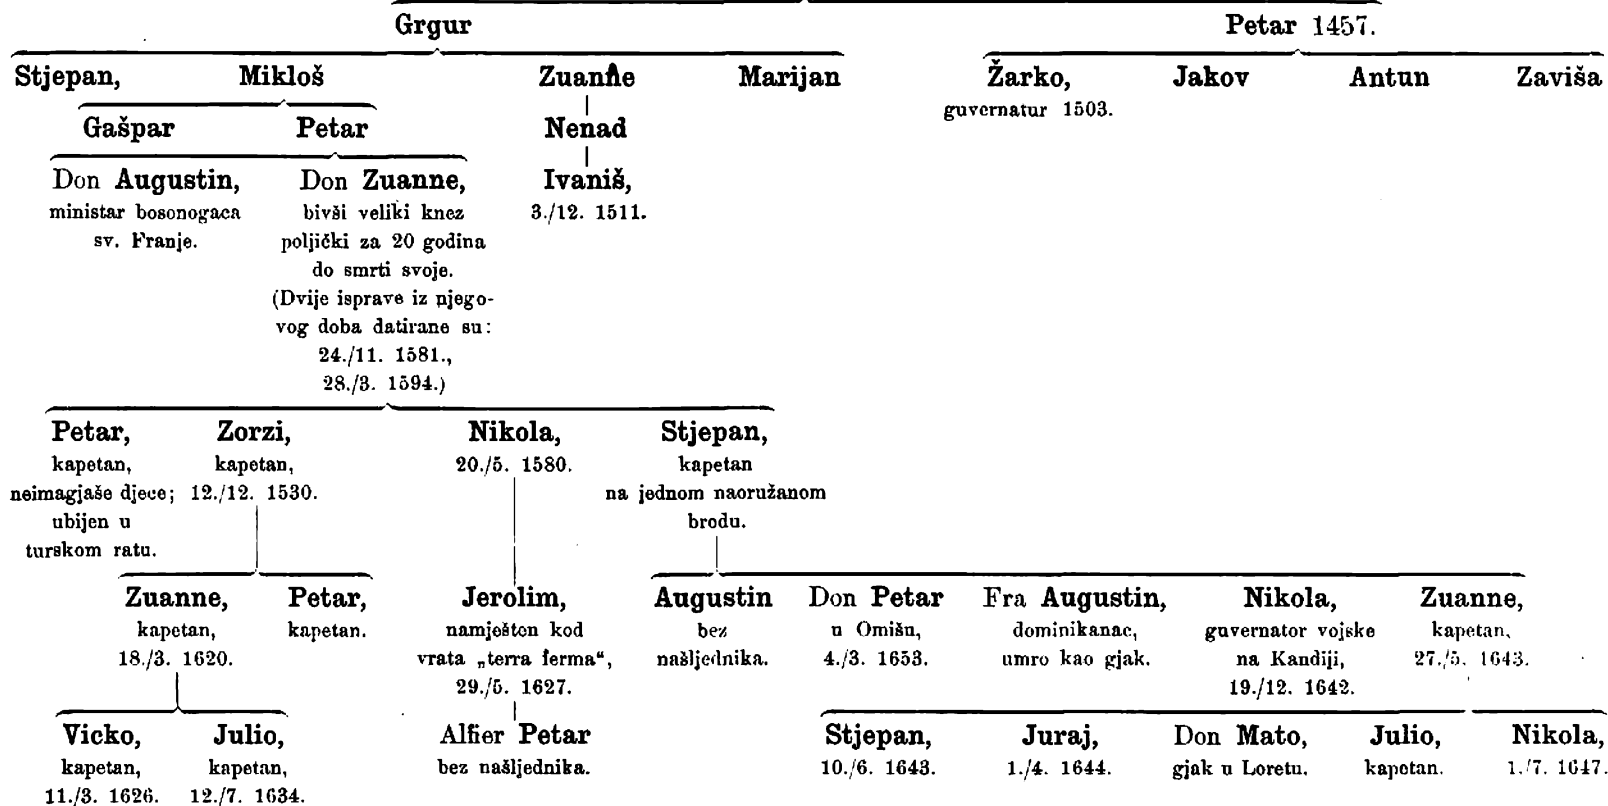 Grgur Petar 1457.
Stjepan, Mikloš Zuanne Marijan Žarko, Jakov Antun Zaviša
guvernatur 1503.
Gašpar Petar Nenad
Don Augustin, Don Zuanne, Ivaniš,
ministar bosonogaca bivši veliki knez 3./12. 1511.
sv. Franje. poljički za 20 godina
do smrti svoje.
(Dvije isprave iz njego-
vog doba datirane su:
24./11. 1581.,
28./3. 1594.)
Petar, Zorzi, Nikola, Stjepan,
kapetan, kapetan, 20./5. 1580. kapetan
neimagjaše djece; 12./12. 1530. na jednom naoružanom
ubijen u brodu.
turskom ratu.
Zuanne, Petar, Jerolim, Augustin Don Petar Fra Augustin, Nikola, Zuanne,
kapetan, kapetan. namješten kod bez u Omišu, dominikanac, guvernator vojske kapetan,
18./3. 1620. vrata „terra ferma“, našljednika. 4./3. 1653. umro kao gjak. na Kandiji, 27./5. 1643.
29./5. 1627. 19./12. 1642.
Vicko, Julio, Alfier Petar Stjepan, Juraj, Don Mato, Julio, Nikola,
kapetan, kapetan, bez našljednika. 10./6. 1643. 1./4. 1644. gjak u Loretu. kapetan. 1./7. 1647.
11./3. 1626. 12./7. 1634.